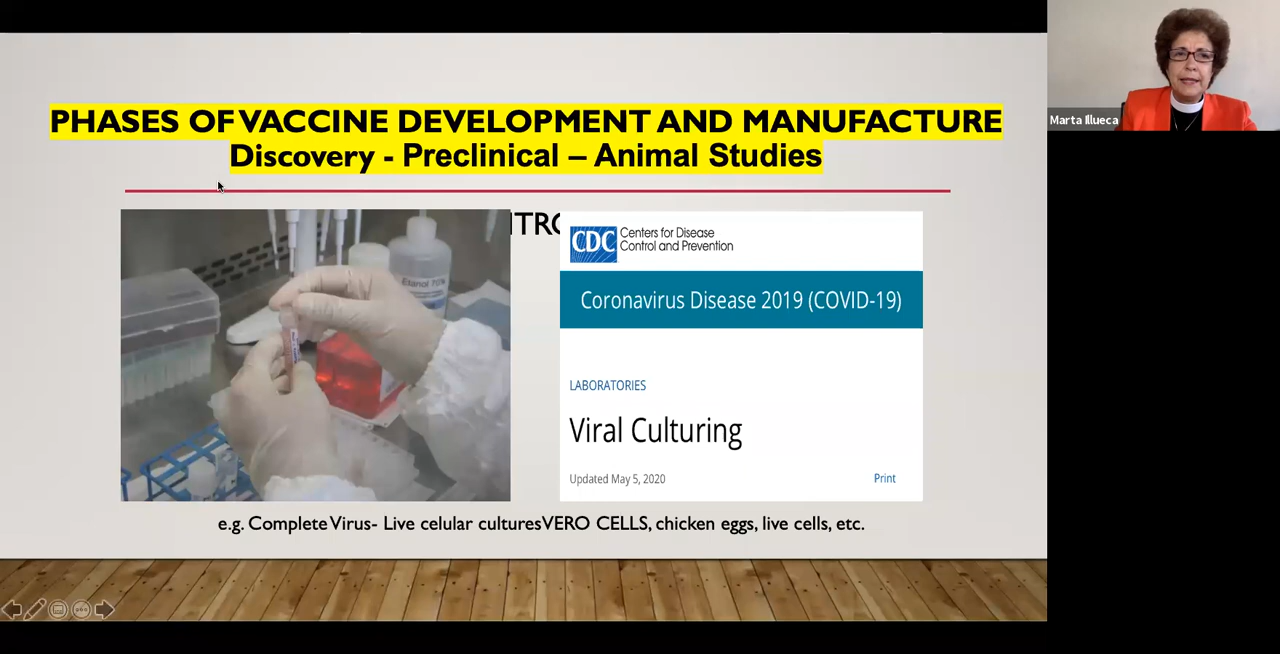 PHASES OF VACCINE DEVELOPMENT AND MANUFACTURE
Discovery - Preclinical – Animal Studies
CDC Centers for Disease
Control and Prevention
Coronavirus Disease 2019 (COVID-19)
LABORATORIES
Viral Culturing
Updated May 5, 2020
Print
Etanol 70%
e.g. Complete Virus- Live celular culturesVERO CELLS, chicken eggs, live cells, etc.
Marta Illueca